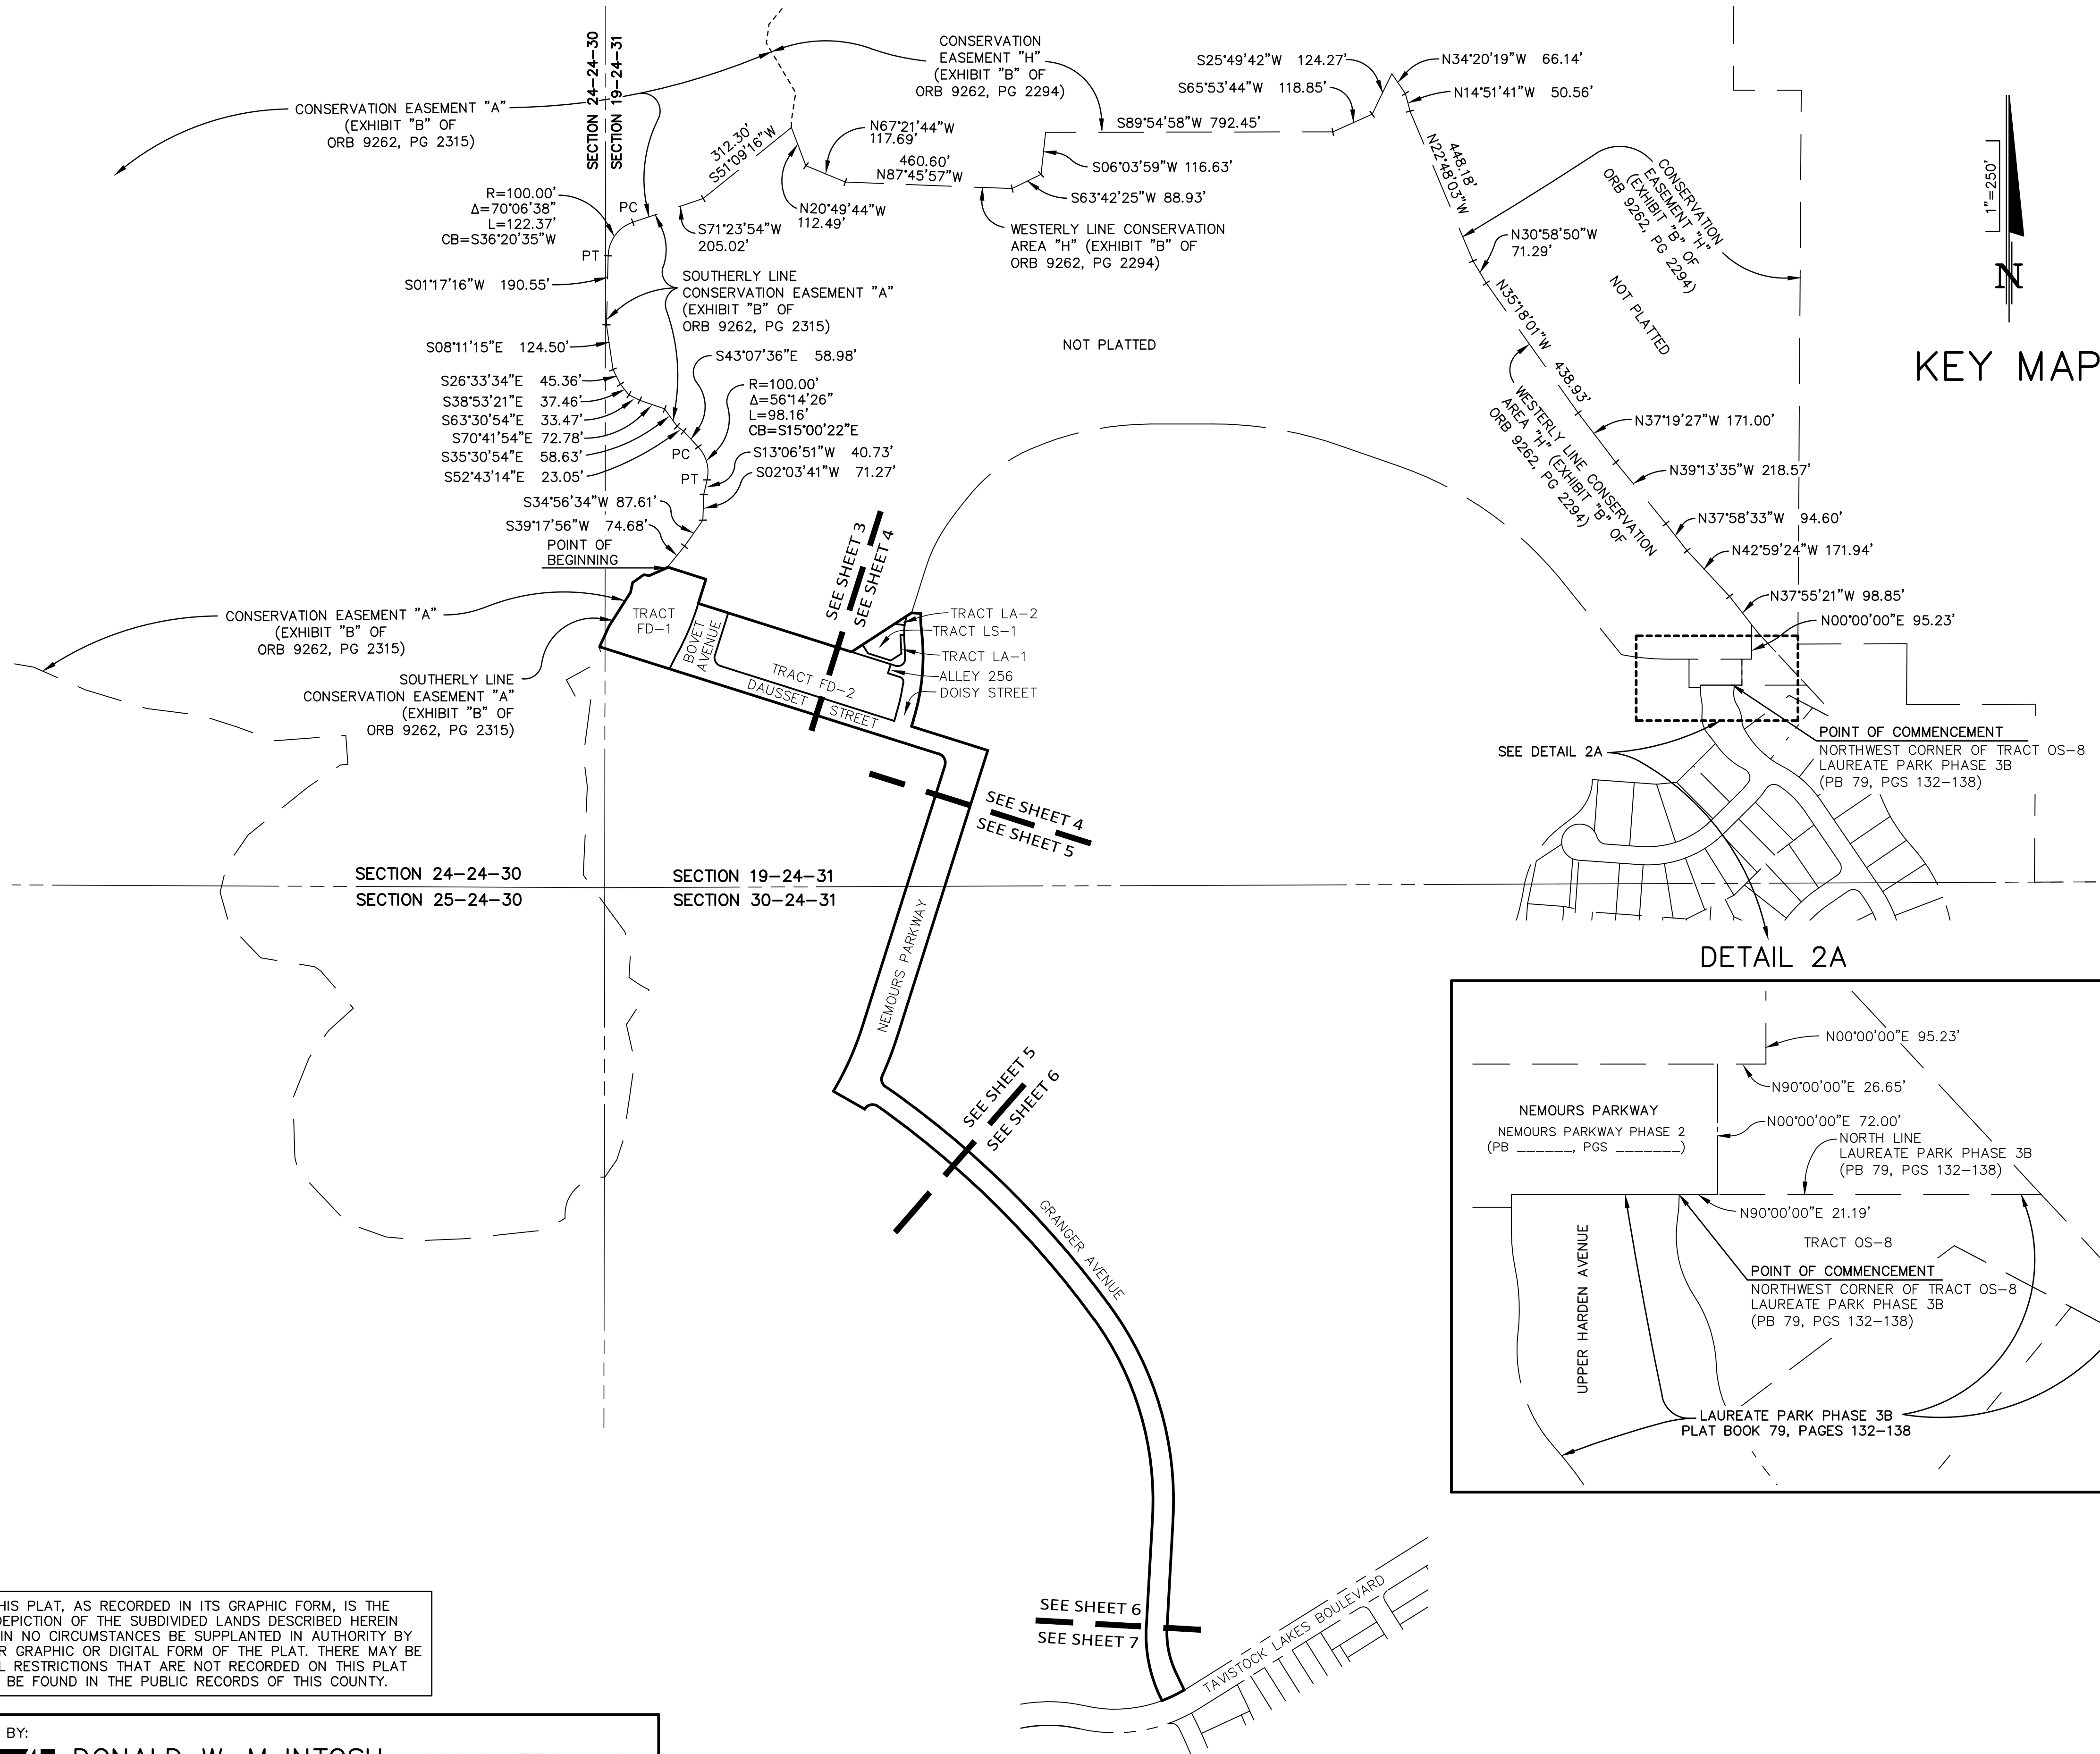 SECTION 24-24-30
SECTION 19-24-31
CONSERVATION EASEMENT "A"
(EXHIBIT "B" OF
ORB 9262, PG 2315)
CONSERVATION
EASEMENT "H"
(EXHIBIT "B" OF
ORB 9262, PG 2294)
S25°49'42"W 124.27'
S65°53'44"W 118.85'
N34°20'19"W 66.14'
N14°51'41"W 50.56'
S89°54'58"W 792.45'
312.30'
S51°09'16"W
N67°21'44"W
117.69'
460.60'
N87°45'57"W
S06°03'59"W 116.63'
S63°42'25"W 88.93'
N20°49'44"W
112.49'
S71°23'54"W
205.02'
WESTERLY LINE CONSERVATION
AREA "H" (EXHIBIT "B" OF
ORB 9262, PG 2294)
448.18'
N22°48'03"W
CONSERVATION
EASEMENT "H"
(EXHIBIT "B" OF
ORB 9262, PG 2294)
1"=250'
N
KEY MAP
R=100.00'
Δ=70°06'38"
L=122.37'
CB=S36°20'35"W
PC
PT
S01°17'16"W 190.55'
SOUTHERLY LINE
CONSERVATION EASEMENT "A"
(EXHIBIT "B" OF
ORB 9262, PG 2315)
N30°58'50"W
71.29'
NOT PLATTED
N35°18'01"W
438.93'
NOT PLATTED
S08°11'15"E 124.50'
S26°33'34"E 45.36'
S38°53'21"E 37.46'
S63°30'54"E 33.47'
S70°41'54"E 72.78'
S35°30'54"E 58.63'
S52°43'14"E 23.05'
S43°07'36"E 58.98'
R=100.00'
Δ=56°14'26"
L=98.16'
CB=S15°00'22"E
PC
PT
S13°06'51"W 40.73'
S02°03'41"W 71.27'
S34°56'34"W 87.61'
S39°17'56"W 74.68'
POINT OF
BEGINNING
WESTERLY LINE CONSERVATION
AREA "H" (EXHIBIT "B" OF
ORB 9262, PG 2294)
N37°19'27"W 171.00'
N39°13'35"W 218.57'
N37°58'33"W 94.60'
N42°59'24"W 171.94'
N37°55'21"W 98.85'
N00°00'00"E 95.23'
SEE SHEET 3
SEE SHEET 4
CONSERVATION EASEMENT "A"
(EXHIBIT "B" OF
ORB 9262, PG 2315)
SOUTHERLY LINE
CONSERVATION EASEMENT "A"
(EXHIBIT "B" OF
ORB 9262, PG 2315)
TRACT
FD-1
BOVET
AVENUE
TRACT FD-2
DAUSSET STREET
TRACT LA-2
TRACT LS-1
TRACT LA-1
ALLEY 256
DOISY STREET
SEE SHEET 4
SEE SHEET 5
SEE DETAIL 2A
POINT OF COMMENCEMENT
NORTHWEST CORNER OF TRACT OS-8
LAUREATE PARK PHASE 3B
(PB 79, PGS 132-138)
SECTION 24-24-30
SECTION 25-24-30
SECTION 19-24-31
SECTION 30-24-31
NEMOURS PARKWAY
SEE SHEET 5
SEE SHEET 6
GRANGER AVENUE
DETAIL 2A
N00°00'00"E 95.23'
N90°00'00"E 26.65'
NEMOURS PARKWAY
NEMOURS PARKWAY PHASE 2
(PB ______, PGS _______)
N00°00'00"E 72.00'
NORTH LINE
LAUREATE PARK PHASE 3B
(PB 79, PGS 132-138)
N90°00'00"E 21.19'
TRACT OS-8
POINT OF COMMENCEMENT
NORTHWEST CORNER OF TRACT OS-8
LAUREATE PARK PHASE 3B
(PB 79, PGS 132-138)
UPPER HARDEN AVENUE
LAUREATE PARK PHASE 3B
PLAT BOOK 79, PAGES 132-138
SEE SHEET 6
SEE SHEET 7
TAVISTOCK LAKES BOULEVARD
HIS PLAT, AS RECORDED IN ITS GRAPHIC FORM, IS THE
DEPICTION OF THE SUBDIVIDED LANDS DESCRIBED HEREIN
IN NO CIRCUMSTANCES BE SUPPLANTED IN AUTHORITY BY
R GRAPHIC OR DIGITAL FORM OF THE PLAT. THERE MAY BE
L RESTRICTIONS THAT ARE NOT RECORDED ON THIS PLAT
BE FOUND IN THE PUBLIC RECORDS OF THIS COUNTY.
BY: